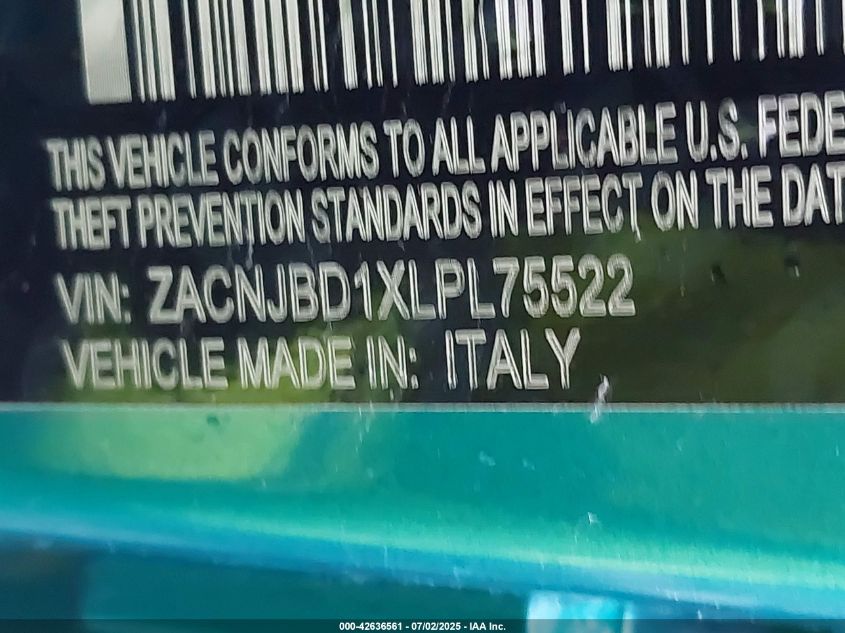 THIS VEHICLE CONFORMS TO ALL APPLICABLE U.S. FEDE
THEFT PREVENTION STANDARDS IN EFFECT ON THE DAT
VIN: ZACNJBD1XLPL75522
VEHICLE MADE IN: ITALY
000-42636561 - 07/02/2025 - IAA Inc.